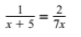 1/(x + 5) = 2/(7x)